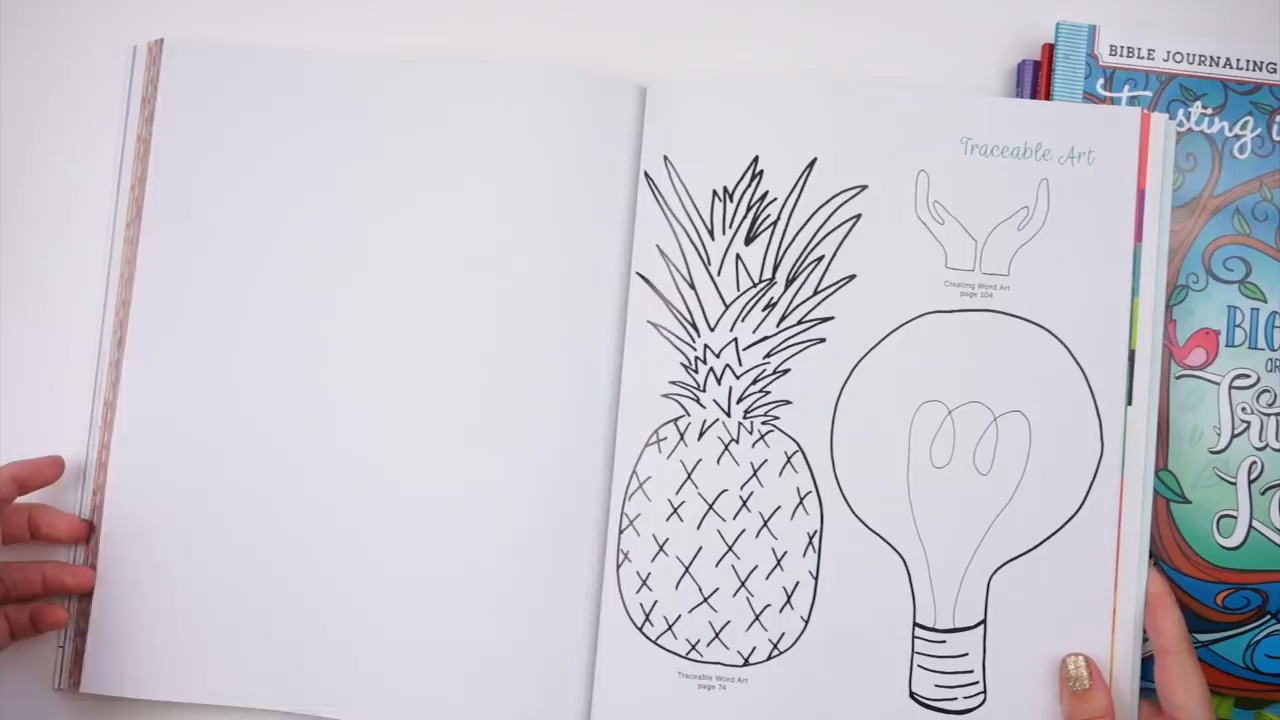 Traceable Art
Creating Word Art
page 104
Traceable Word Art
page 74
BIBLE JOURNALING